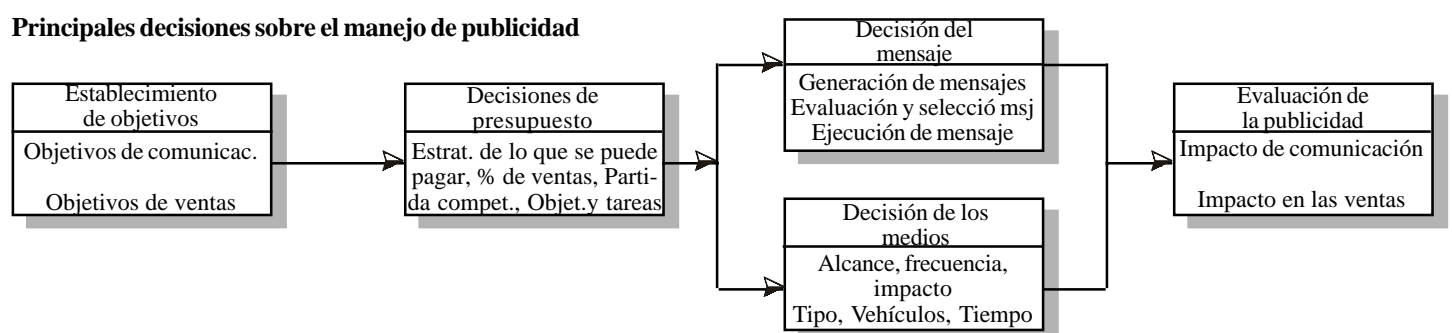 Principales decisiones sobre el manejo de publicidad
Establecimiento
de objetivos
Objetivos de comunicac.
Objetivos de ventas
Decisiones de
presupuesto
Estrat. de lo que se puede
pagar, % de ventas, Parti-
da compet., Objet.y tareas
Decisión del
mensaje
Generación de mensajes
Evaluación y selecció msj
Ejecución de mensaje
Decisión de los
medios
Alcance, frecuencia,
impacto
Tipo, Vehículos, Tiempo
Evaluación de
la publicidad
Impacto de comunicación
Impacto en las ventas